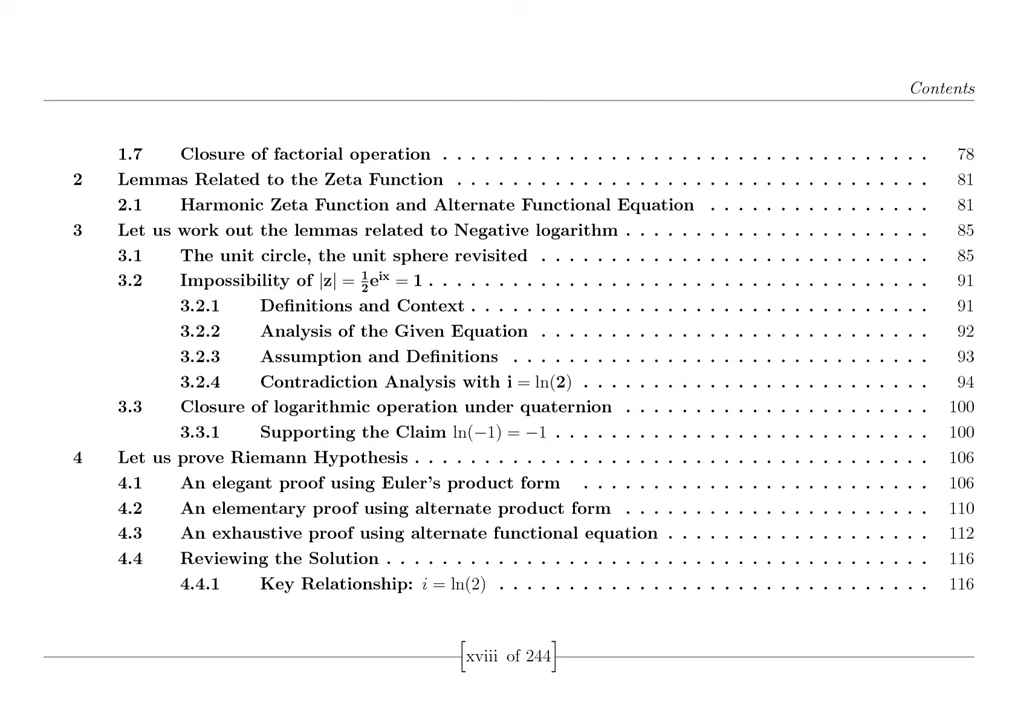 Contents
1.7 Closure of factorial operation . . . . . . . . . . . . . . . . . . . . . . . . . . . . . . . . . . . 78
2 Lemmas Related to the Zeta Function . . . . . . . . . . . . . . . . . . . . . . . . . . . . . . . . . . 81
2.1 Harmonic Zeta Function and Alternate Functional Equation . . . . . . . . . . . . . . . . 81
3 Let us work out the lemmas related to Negative logarithm . . . . . . . . . . . . . . . . . . . . . . 85
3.1 The unit circle, the unit sphere revisited . . . . . . . . . . . . . . . . . . . . . . . . . . . . 85
3.2 Impossibility of |z| = ½e^ix = 1 . . . . . . . . . . . . . . . . . . . . . . . . . . . . . . . . . . . . 91
3.2.1 Definitions and Context . . . . . . . . . . . . . . . . . . . . . . . . . . . . . . . . . 91
3.2.2 Analysis of the Given Equation . . . . . . . . . . . . . . . . . . . . . . . . . . . . 92
3.2.3 Assumption and Definitions . . . . . . . . . . . . . . . . . . . . . . . . . . . . . . 93
3.2.4 Contradiction Analysis with i = ln(2) . . . . . . . . . . . . . . . . . . . . . . . . . 94
3.3 Closure of logarithmic operation under quaternion . . . . . . . . . . . . . . . . . . . . . . 100
3.3.1 Supporting the Claim ln(−1) = −1 . . . . . . . . . . . . . . . . . . . . . . . . . . . 100
4 Let us prove Riemann Hypothesis . . . . . . . . . . . . . . . . . . . . . . . . . . . . . . . . . . . . . 106
4.1 An elegant proof using Euler's product form . . . . . . . . . . . . . . . . . . . . . . . . . 106
4.2 An elementary proof using alternate product form . . . . . . . . . . . . . . . . . . . . . . 110
4.3 An exhaustive proof using alternate functional equation . . . . . . . . . . . . . . . . . . . 112
4.4 Reviewing the Solution . . . . . . . . . . . . . . . . . . . . . . . . . . . . . . . . . . . . . . . 116
4.4.1 Key Relationship: i = ln(2) . . . . . . . . . . . . . . . . . . . . . . . . . . . . . . . 116
[xviii of 244]